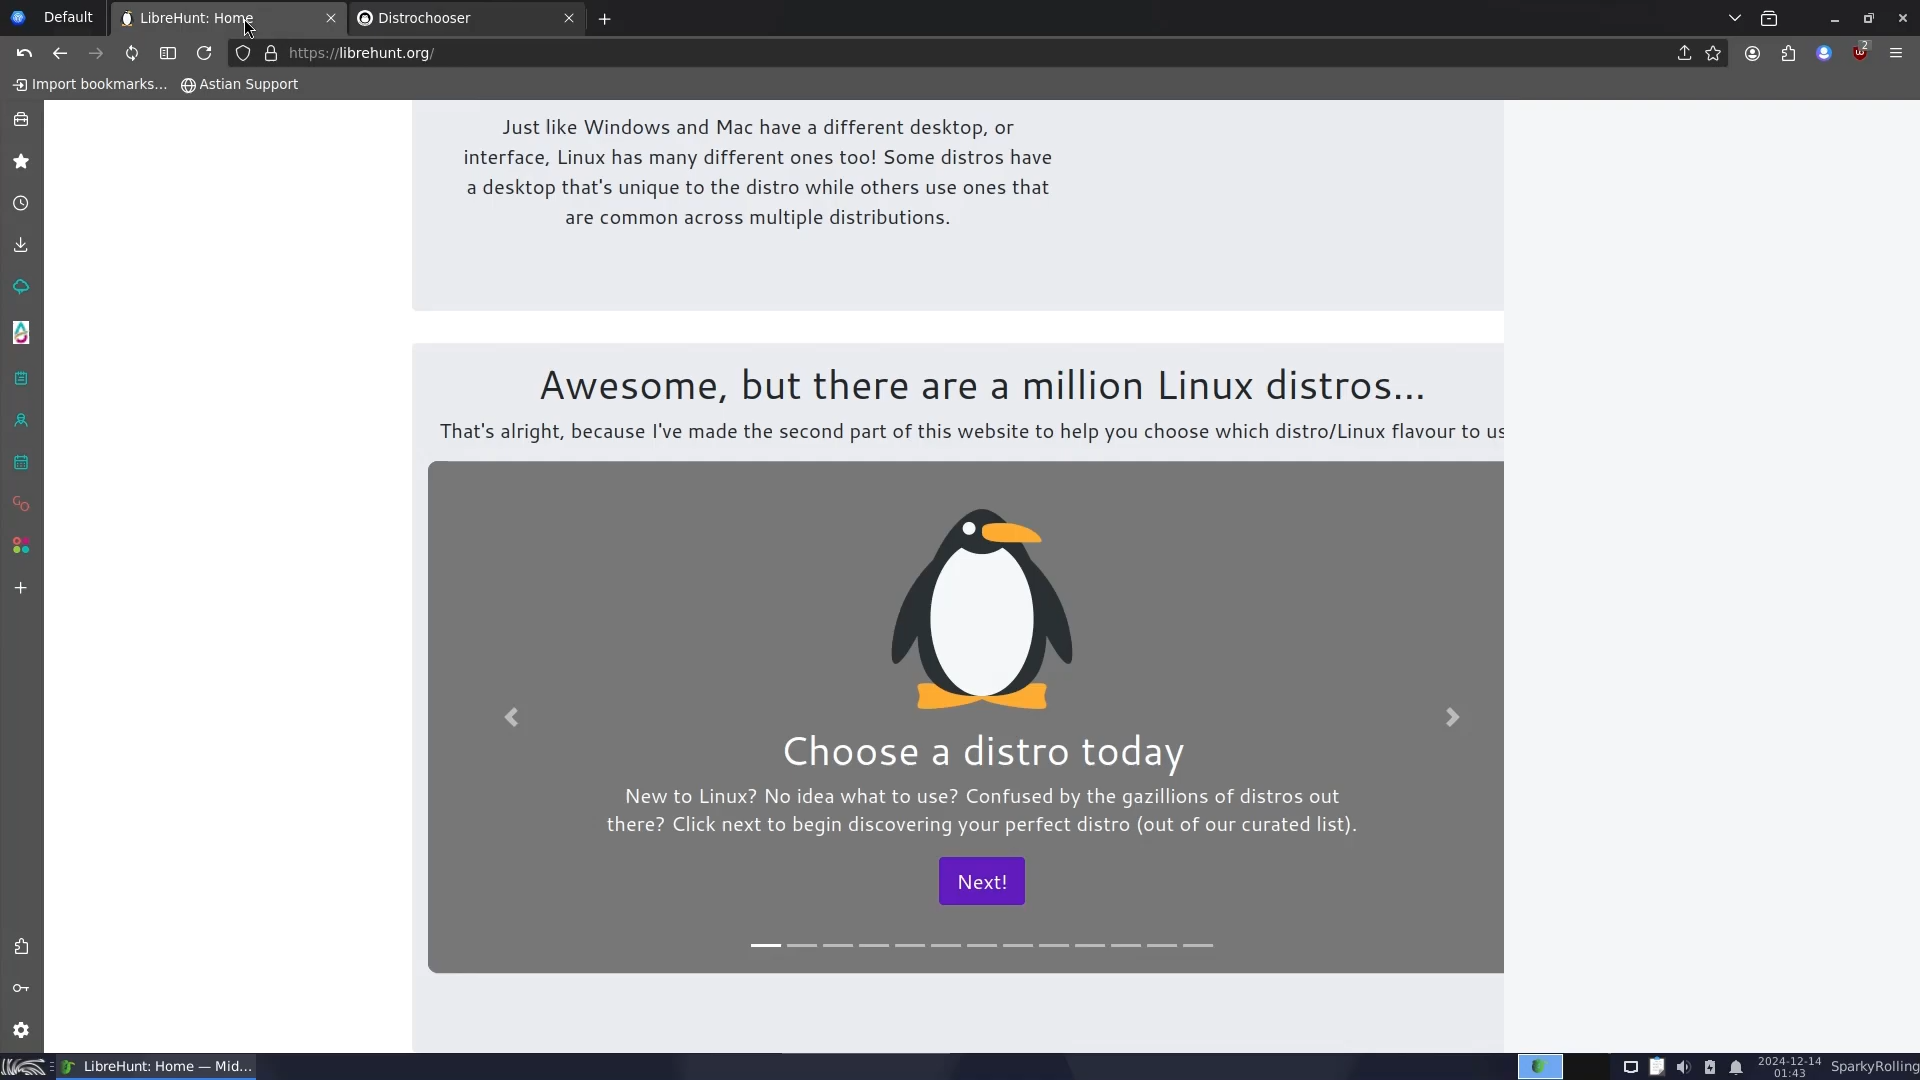 Default
LibreHunt: Home
Distrochooser
https://librehunt.org/
2
Import bookmarks...
Astian Support
Just like Windows and Mac have a different desktop, or
interface, Linux has many different ones too! Some distros have
a desktop that's unique to the distro while others use ones that
are common across multiple distributions.
Awesome, but there are a million Linux distros...
That's alright, because I've made the second part of this website to help you choose which distro/Linux flavour to us
Choose a distro today
New to Linux? No idea what to use? Confused by the gazillions of distros out
there? Click next to begin discovering your perfect distro (out of our curated list).
Next!
LibreHunt: Home — Mid...
2024-12-14
01:43
SparkyRolling